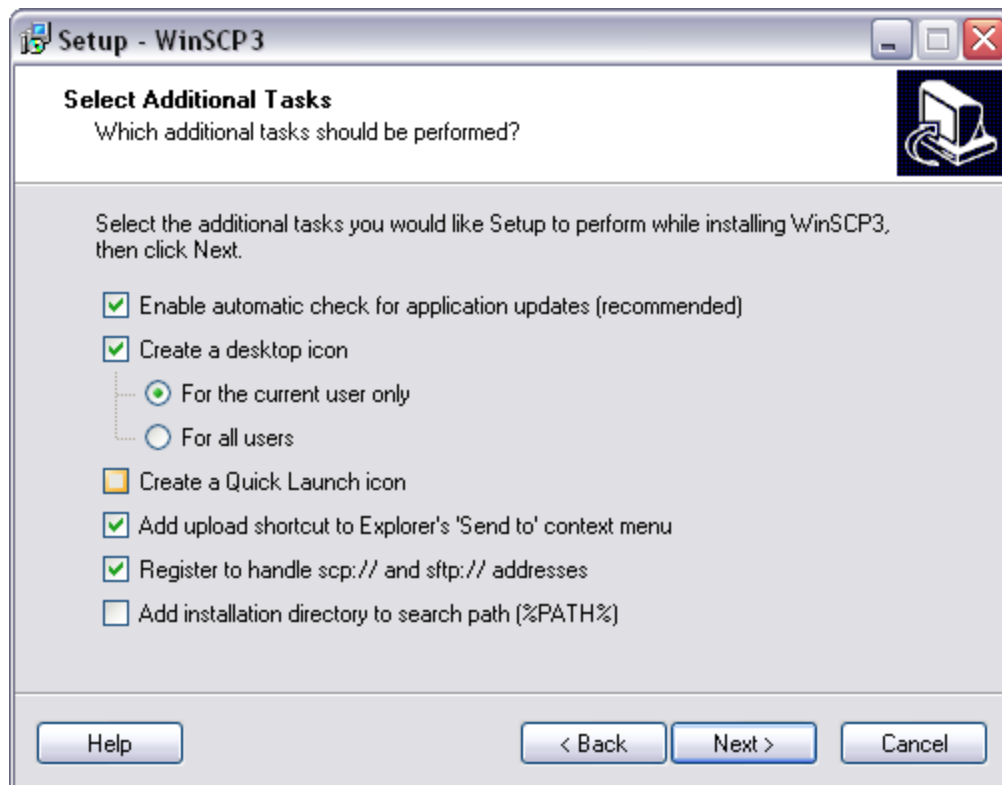 Setup - WinSCP3
Select Additional Tasks
Which additional tasks should be performed?
Select the additional tasks you would like Setup to perform while installing WinSCP3,
then click Next.
Enable automatic check for application updates (recommended)
Create a desktop icon
For the current user only
For all users
Create a Quick Launch icon
Add upload shortcut to Explorer's 'Send to' context menu
Register to handle scp:// and sftp:// addresses
Add installation directory to search path (%PATH%)
Help
< Back
Next >
Cancel